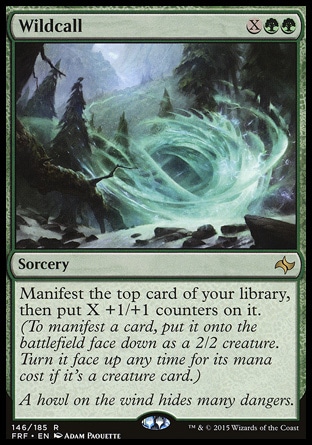 Wildcall X
Sorcery
Manifest the top card of your library,
then put X +1/+1 counters on it.
(To manifest a card, put it onto the
battlefield face down as a 2/2 creature.
Turn it face up any time for its mana
cost if it's a creature card.)
A howl on the wind hides many dangers.
146/185 R
FRF • EN ADAM PAQUETTE ™ & © 2015 Wizards of the Coast